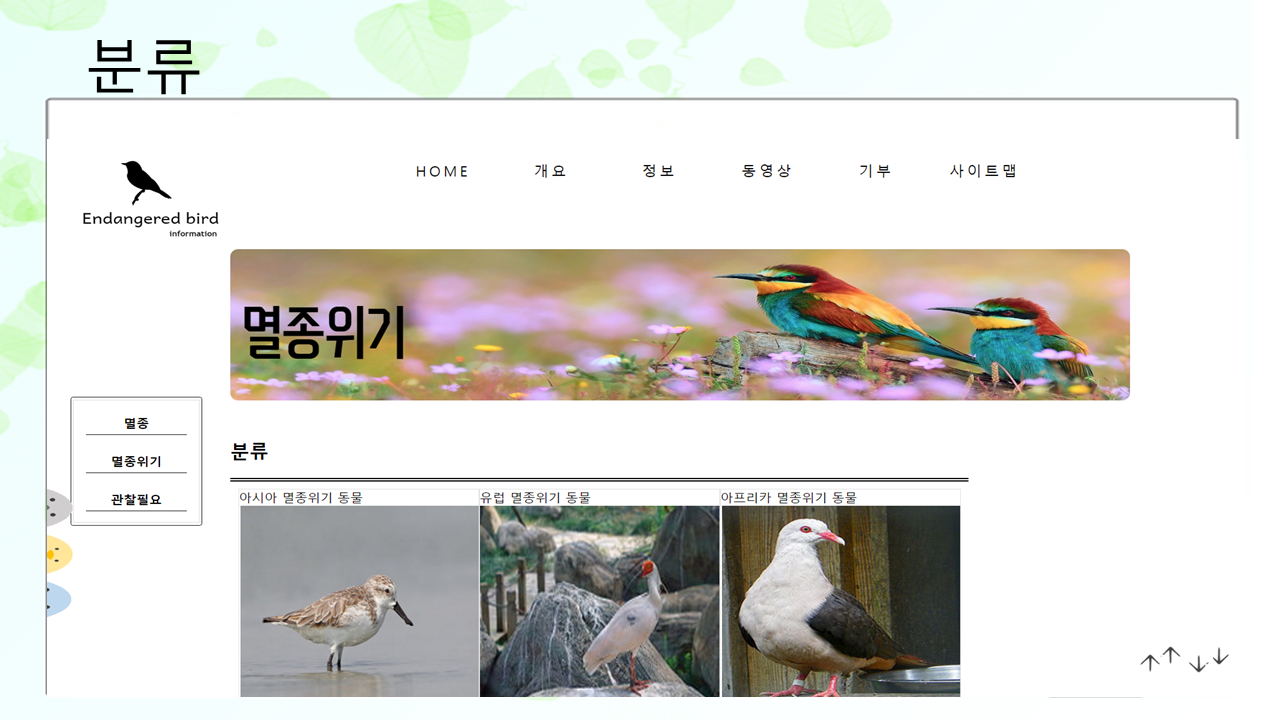 분류
HOME 개요 정보 동영상 기부 사이트맵
Endangered bird
information
멸종위기
멸종
멸종위기
관찰필요
분류
아시아 멸종위기 동물 유럽 멸종위기 동물 아프리카 멸종위기 동물